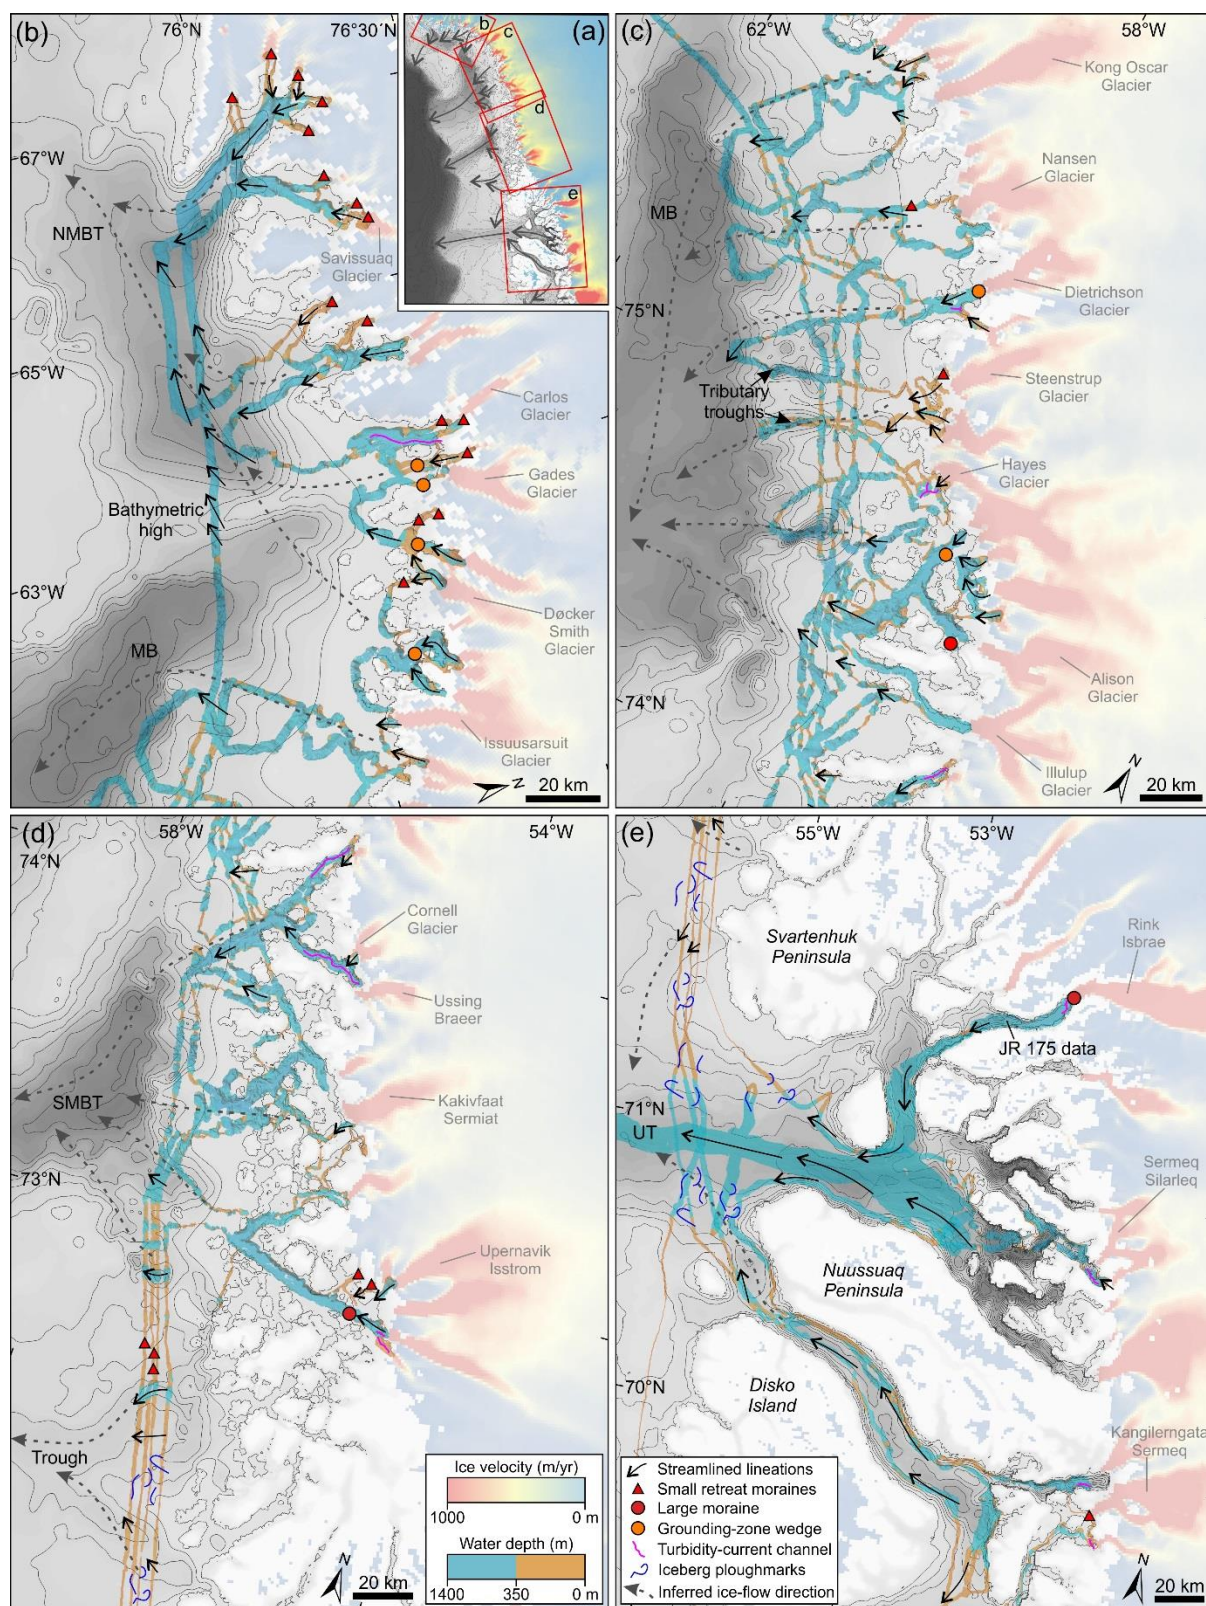 (b)
76°N
76°30′N
67°W
NMBT
Savissuaq
Glacier
65°W
Carlos
Glacier
Gades
Glacier
Bathymetric
high
63°W
Døcker
Smith
Glacier
MB
Issuusarsuit
Glacier
N
20 km
(a)
b
c
d
e
(c)
62°W
58°W
Kong Oscar
Glacier
Nansen
Glacier
MB
Dietrichson
Glacier
75°N
Steenstrup
Glacier
Tributary
troughs
Hayes
Glacier
Alison
Glacier
74°N
Illulup
Glacier
N
20 km
(d)
58°W
54°W
74°N
Cornell
Glacier
Ussing
Braeer
SMBT
Kakivfaat
Sermiat
73°N
Upernavik
Isstrom
Trough
Ice velocity (m/yr)
1000
0 m
Water depth (m)
1400
350
0 m
N
20 km
(e)
55°W
53°W
Svartenhuk
Peninsula
Rink
Isbrae
JR 175 data
71°N
UT
Sermeq
Silarleq
Nuussuaq
Peninsula
70°N
Disko
Island
Kangilerngata
Sermeq
Streamlined lineations
Small retreat moraines
Large moraine
Grounding-zone wedge
Turbidity-current channel
Iceberg ploughmarks
Inferred ice-flow direction
N
20 km